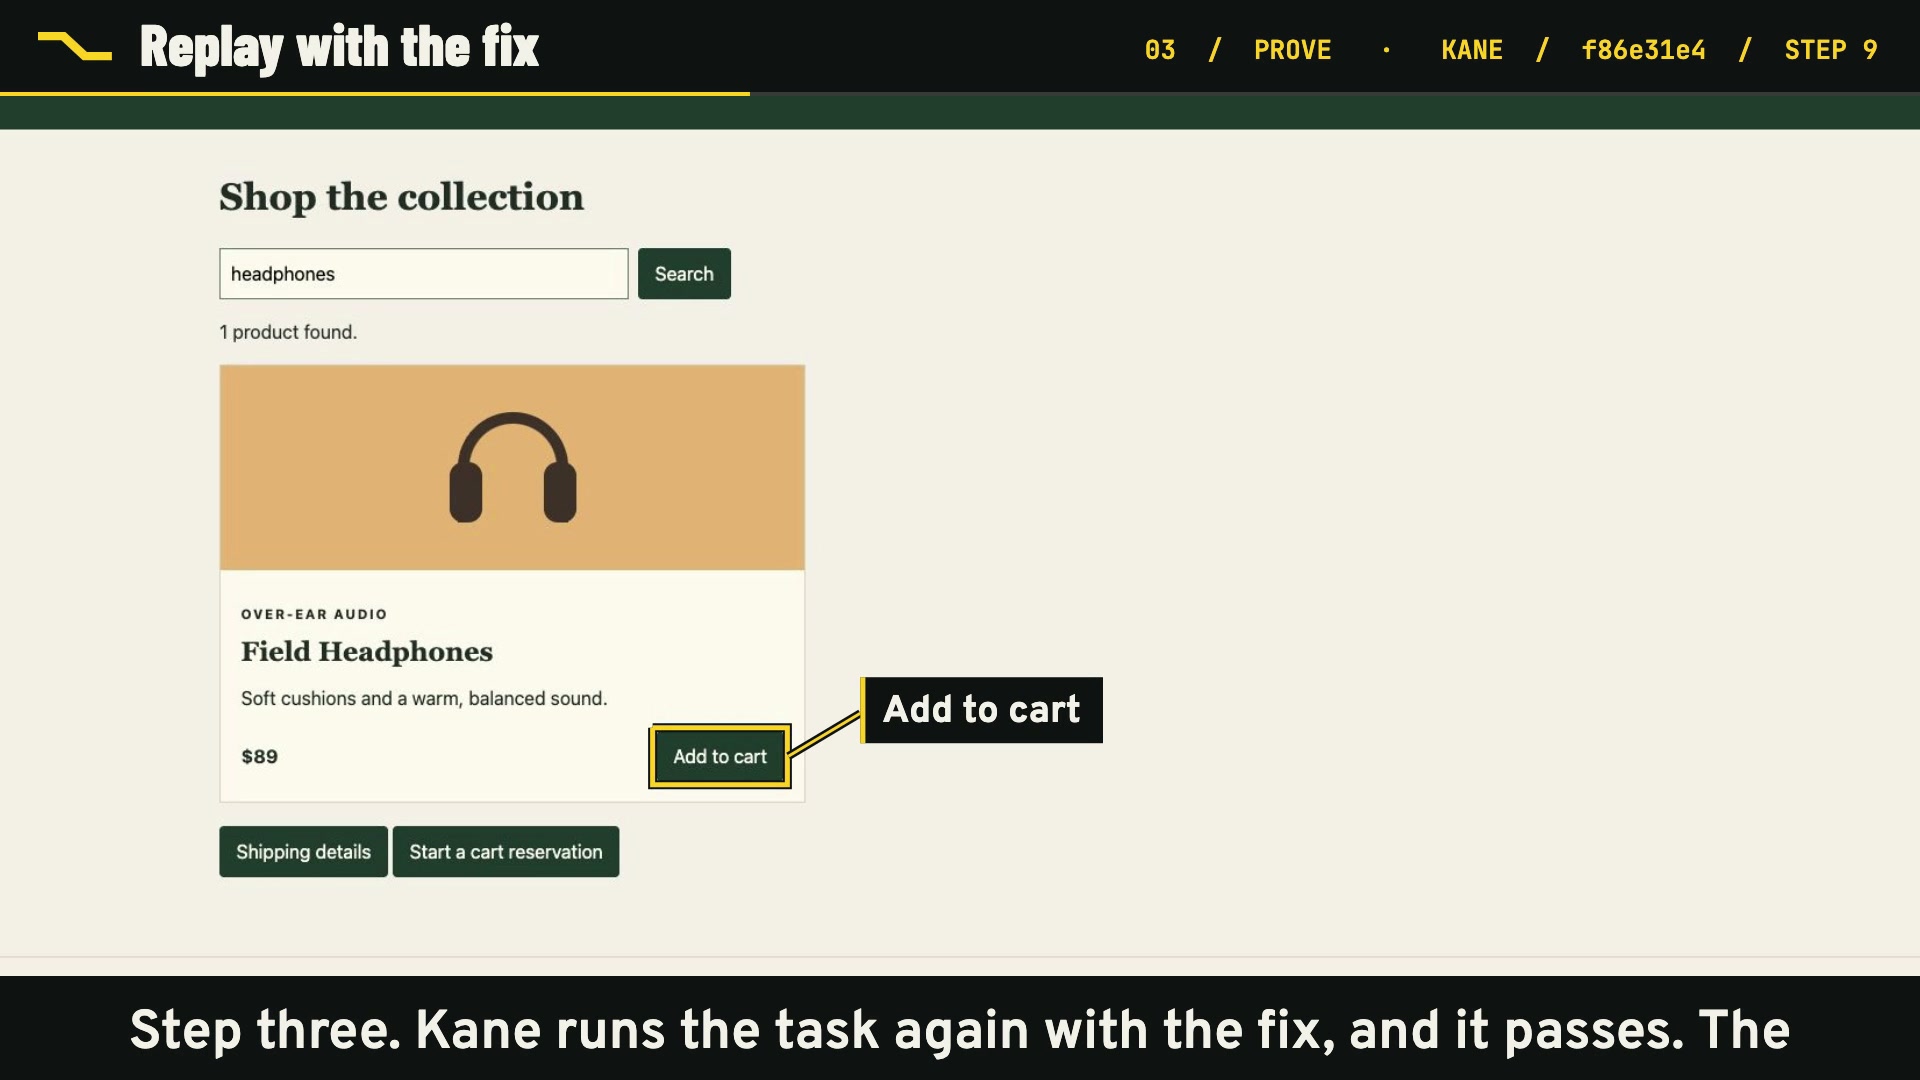 Replay with the fix
03 / PROVE · KANE / f86e31e4 / STEP 9
Shop the collection
headphones
Search
1 product found.
OVER-EAR AUDIO
Field Headphones
Soft cushions and a warm, balanced sound.
$89
Add to cart
Add to cart
Shipping details
Start a cart reservation
Step three. Kane runs the task again with the fix, and it passes. The